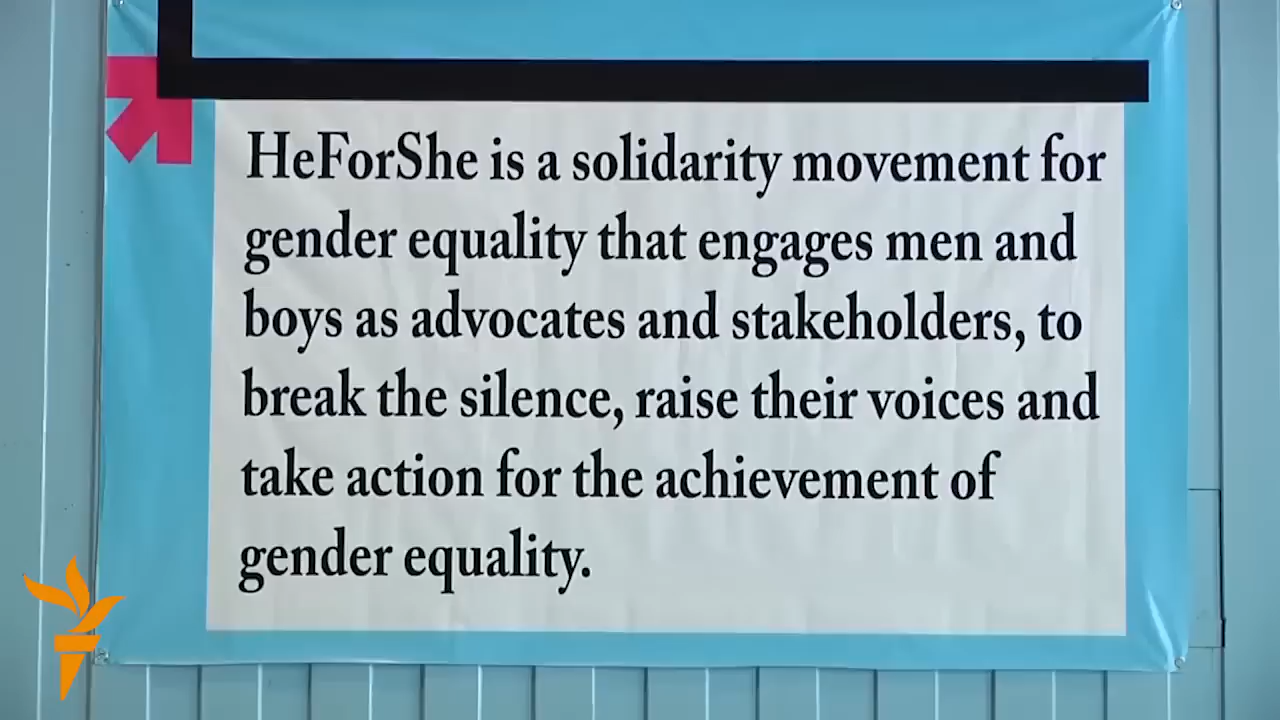 HeForShe is a solidarity movement for
gender equality that engages men and
boys as advocates and stakeholders, to
break the silence, raise their voices and
take action for the achievement of
gender equality.